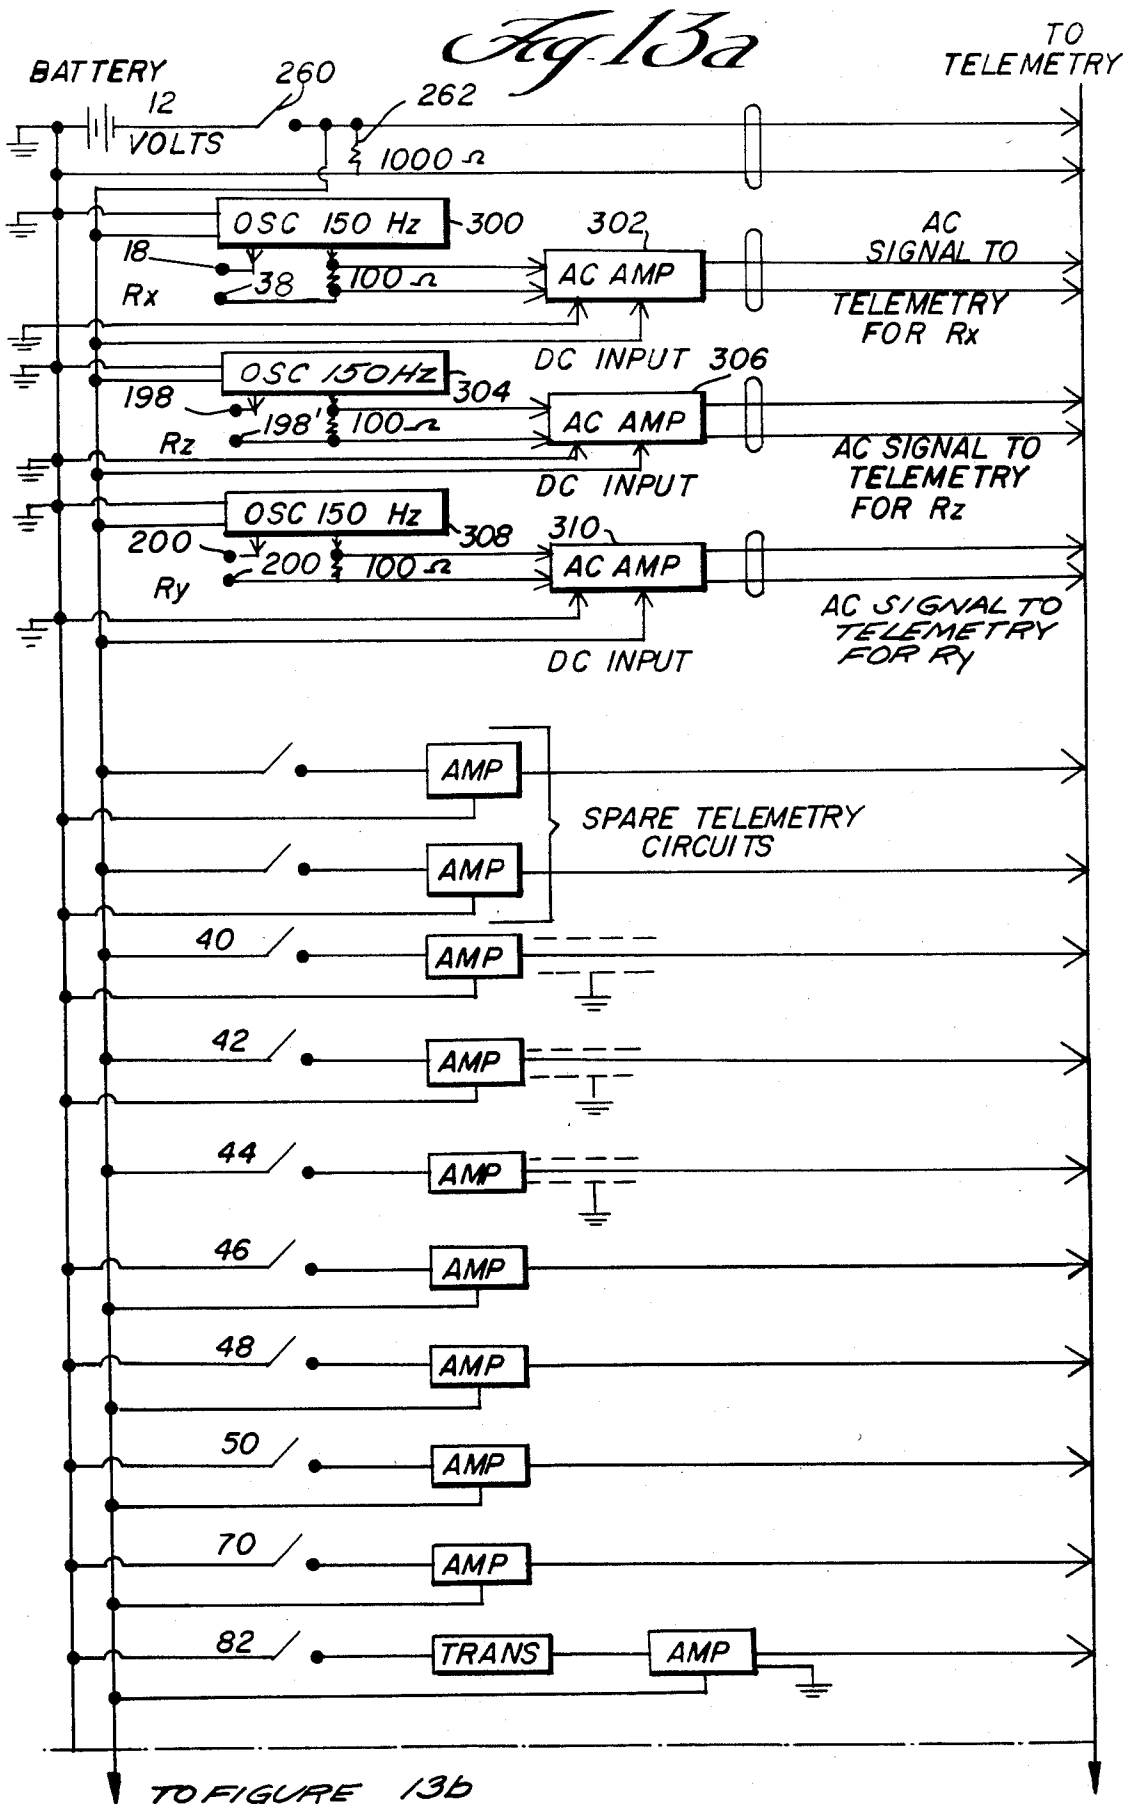 Fig. 13a
TO
TELEMETRY
BATTERY
12
VOLTS
260
262
1000 Ω
OSC 150 Hz
300
302
AC
SIGNAL TO
TELEMETRY
FOR Rx
18
38
Rx
100 Ω
AC AMP
DC INPUT
306
OSC 150 Hz
304
198
198'
Rz
100 Ω
AC AMP
DC INPUT
AC SIGNAL TO
TELEMETRY
FOR Rz
OSC 150 Hz
308
310
200
200
Ry
100 Ω
AC AMP
DC INPUT
AC SIGNAL TO
TELEMETRY
FOR Ry
AMP
SPARE TELEMETRY
CIRCUITS
AMP
40
AMP
42
AMP
44
AMP
46
AMP
48
AMP
50
AMP
70
AMP
82
TRANS
AMP
TO FIGURE 13b